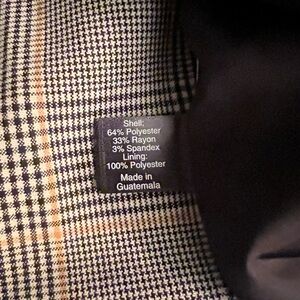 Shell:
64% Polyester
33% Rayon
3% Spandex
Lining:
100% Polyester
Made in
Guatemala